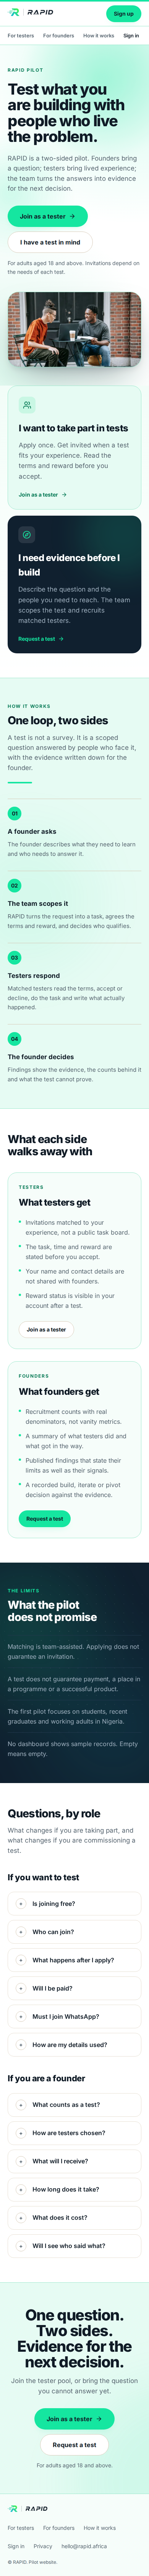 RAPID
Sign up
For testers For founders How it works Sign in
RAPID PILOT
Test what you
are building with
people who live
the problem.
RAPID is a two-sided pilot. Founders bring
a question; testers bring lived experience;
the team turns the answers into evidence
for the next decision.
Join as a tester →
I have a test in mind
For adults aged 18 and above. Invitations depend on
the needs of each test.
I want to take part in tests
Apply once. Get invited when a test
fits your experience. Read the
terms and reward before you
accept.
Join as a tester →
I need evidence before I
build
Describe the question and the
people you need to reach. The team
scopes the test and recruits
matched testers.
Request a test →
HOW IT WORKS
One loop, two sides
A test is not a survey. It is a scoped
question answered by people who face it,
with the evidence written down for the
founder.
01
A founder asks
The founder describes what they need to learn
and who needs to answer it.
02
The team scopes it
RAPID turns the request into a task, agrees the
terms and reward, and decides who qualifies.
03
Testers respond
Matched testers read the terms, accept or
decline, do the task and write what actually
happened.
04
The founder decides
Findings show the evidence, the counts behind it
and what the test cannot prove.
What each side
walks away with
TESTERS
What testers get
Invitations matched to your
experience, not a public task board.
The task, time and reward are
stated before you accept.
Your name and contact details are
not shared with founders.
Reward status is visible in your
account after a test.
Join as a tester
FOUNDERS
What founders get
Recruitment counts with real
denominators, not vanity metrics.
A summary of what testers did and
what got in the way.
Published findings that state their
limits as well as their signals.
A recorded build, iterate or pivot
decision against the evidence.
Request a test
THE LIMITS
What the pilot
does not promise
Matching is team-assisted. Applying does not
guarantee an invitation.
A test does not guarantee payment, a place in
a programme or a successful product.
The first pilot focuses on students, recent
graduates and working adults in Nigeria.
No dashboard shows sample records. Empty
means empty.
Questions, by role
What changes if you are taking part, and
what changes if you are commissioning a
test.
If you want to test
+ Is joining free?
+ Who can join?
+ What happens after I apply?
+ Will I be paid?
+ Must I join WhatsApp?
+ How are my details used?
If you are a founder
+ What counts as a test?
+ How are testers chosen?
+ What will I receive?
+ How long does it take?
+ What does it cost?
+ Will I see who said what?
One question.
Two sides.
Evidence for the
next decision.
Join the tester pool, or bring the question
you cannot answer yet.
Join as a tester →
Request a test
For adults aged 18 and above.
RAPID
For testers For founders How it works
Sign in Privacy hello@rapid.africa
© RAPID. Pilot website.